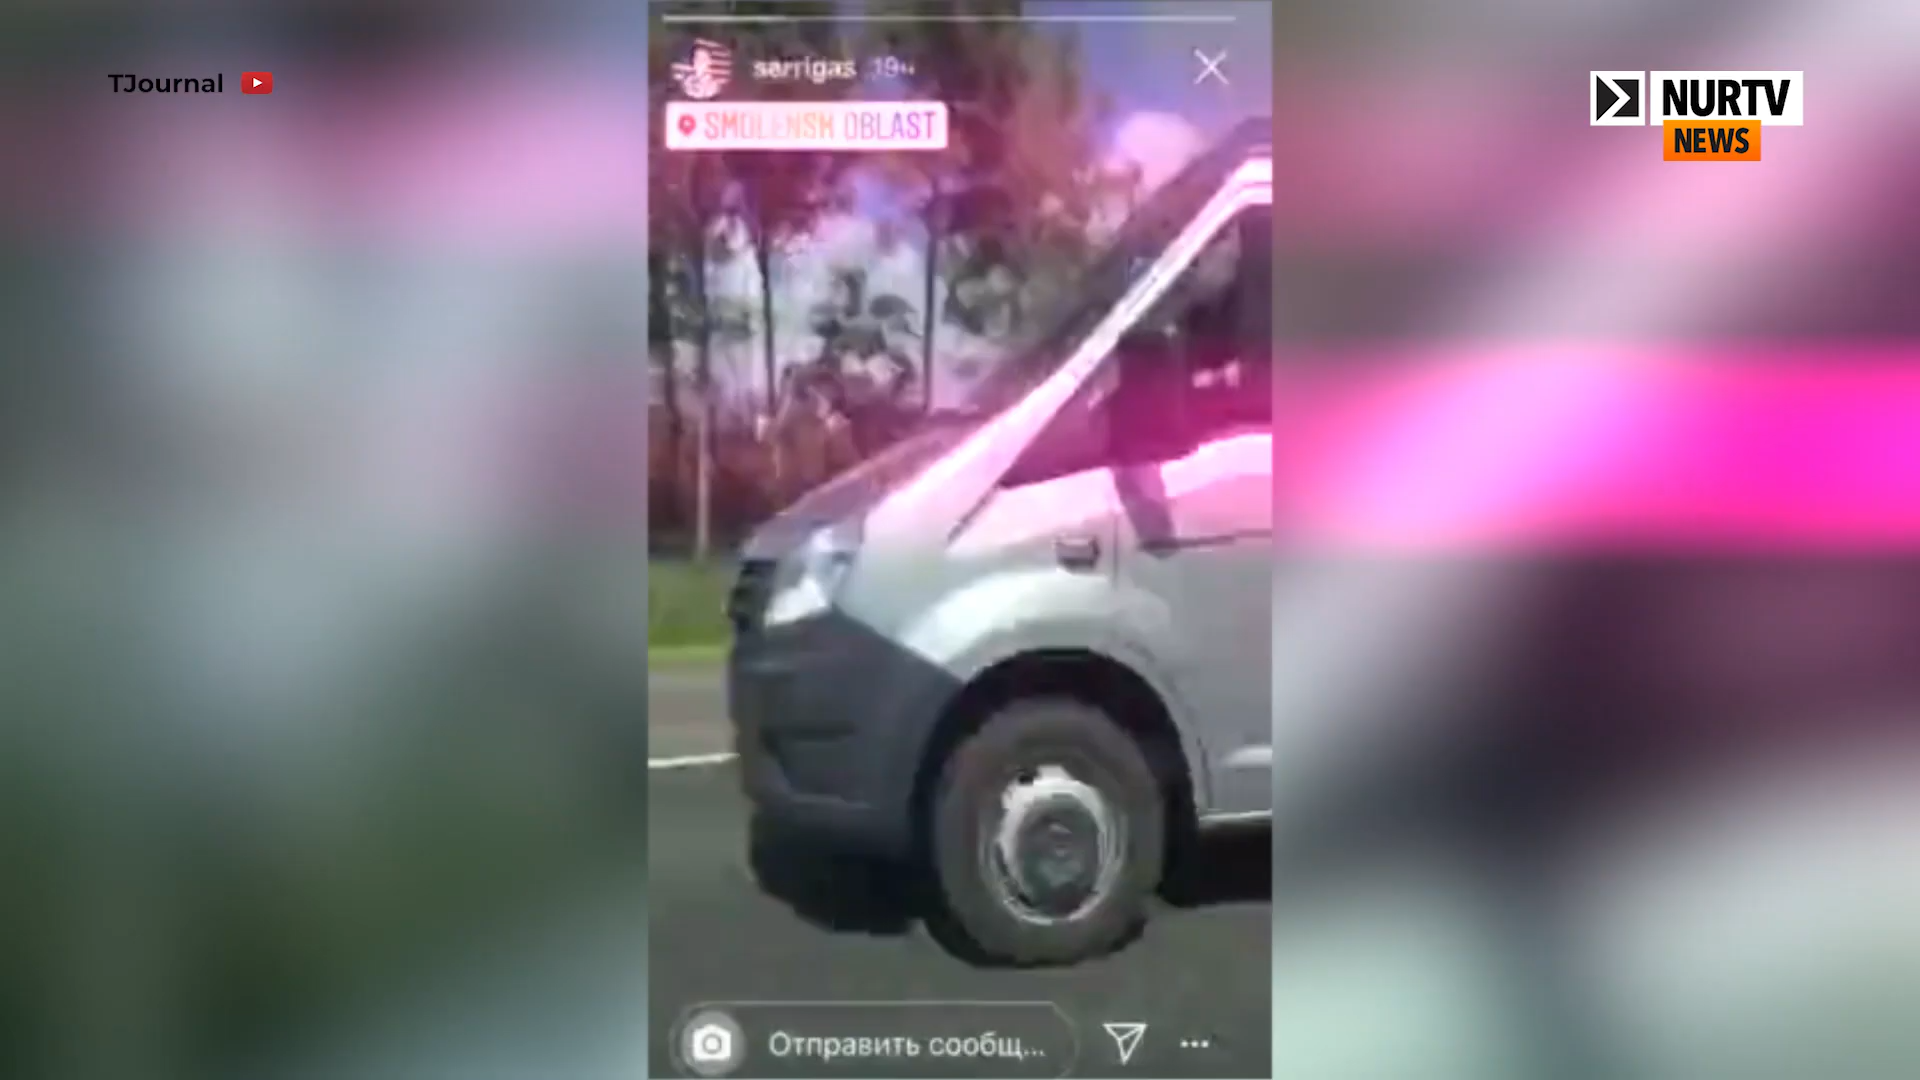 TJournal
NURTV
NEWS
sarrigas 19ч
SMOLENSK OBLAST
Отправить сообщ...